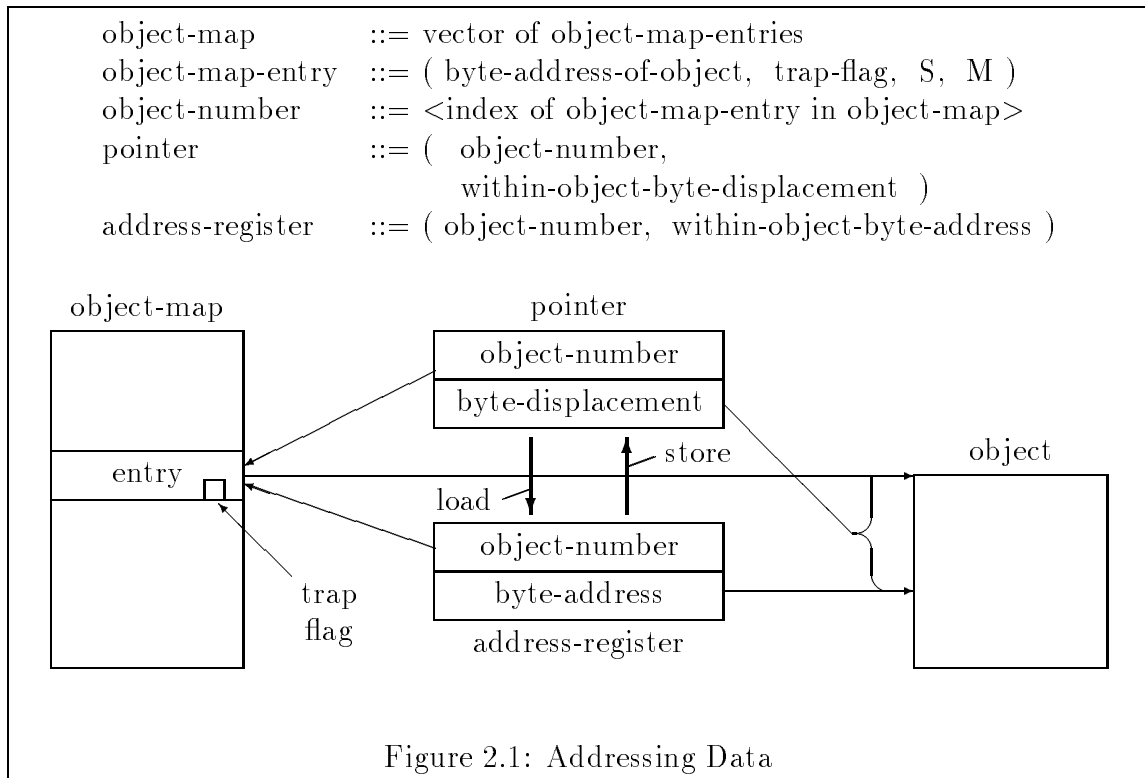 object-map ::= vector of object-map-entries
object-map-entry ::= ( byte-address-of-object, trap-flag, S, M )
object-number ::= <index of object-map-entry in object-map>
pointer ::= ( object-number,
within-object-byte-displacement )
address-register ::= ( object-number, within-object-byte-address )
object-map
pointer
object-number
byte-displacement
entry
store
object
load
object-number
byte-address
trap
flag
address-register
Figure 2.1: Addressing Data